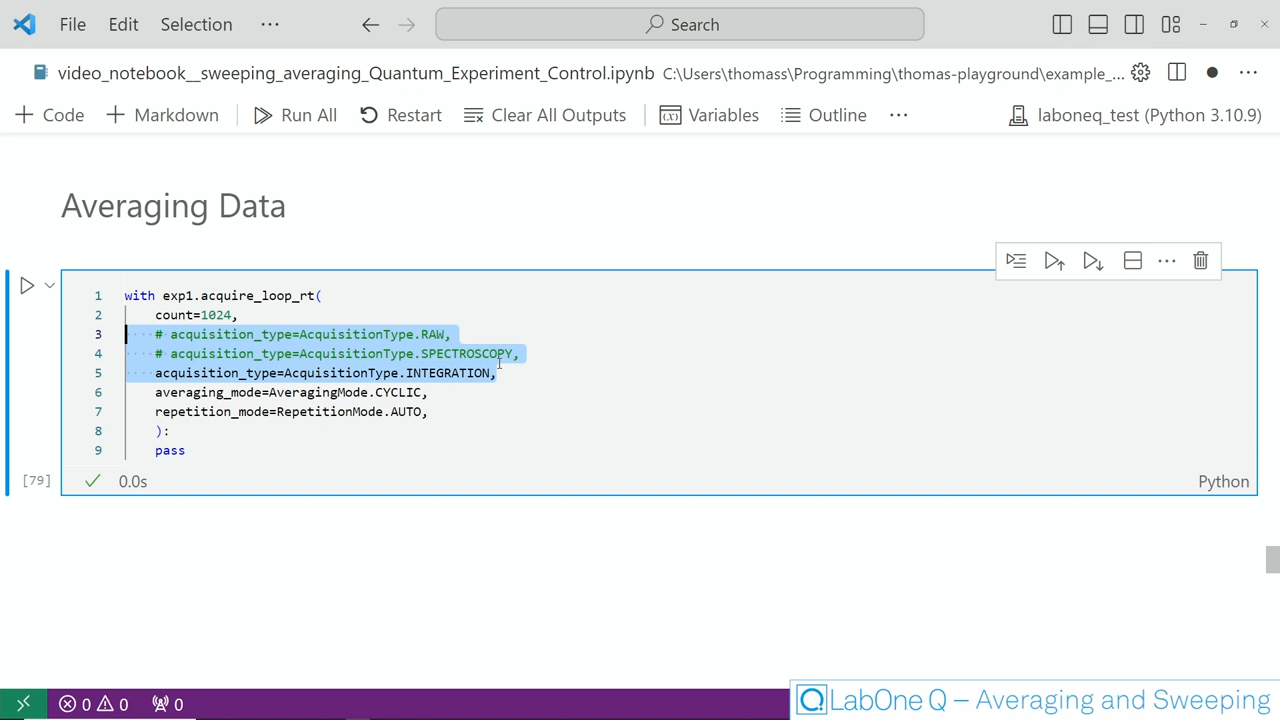 File Edit Selection ··· Search
video_notebook__sweeping_averaging_Quantum_Experiment_Control.ipynb C:\Users\thomass\Programming\thomas-playground\example_...
Code Markdown Run All Restart Clear All Outputs Variables Outline ··· laboneq_test (Python 3.10.9)
Averaging Data
1 with exp1.acquire_loop_rt(
2 count=1024,
3 # acquisition_type=AcquisitionType.RAW,
4 # acquisition_type=AcquisitionType.SPECTROSCOPY,
5 acquisition_type=AcquisitionType.INTEGRATION,
6 averaging_mode=AveragingMode.CYCLIC,
7 repetition_mode=RepetitionMode.AUTO,
8 ):
9 pass
[79] 0.0s Python
0 0 0
LabOne Q – Averaging and Sweeping